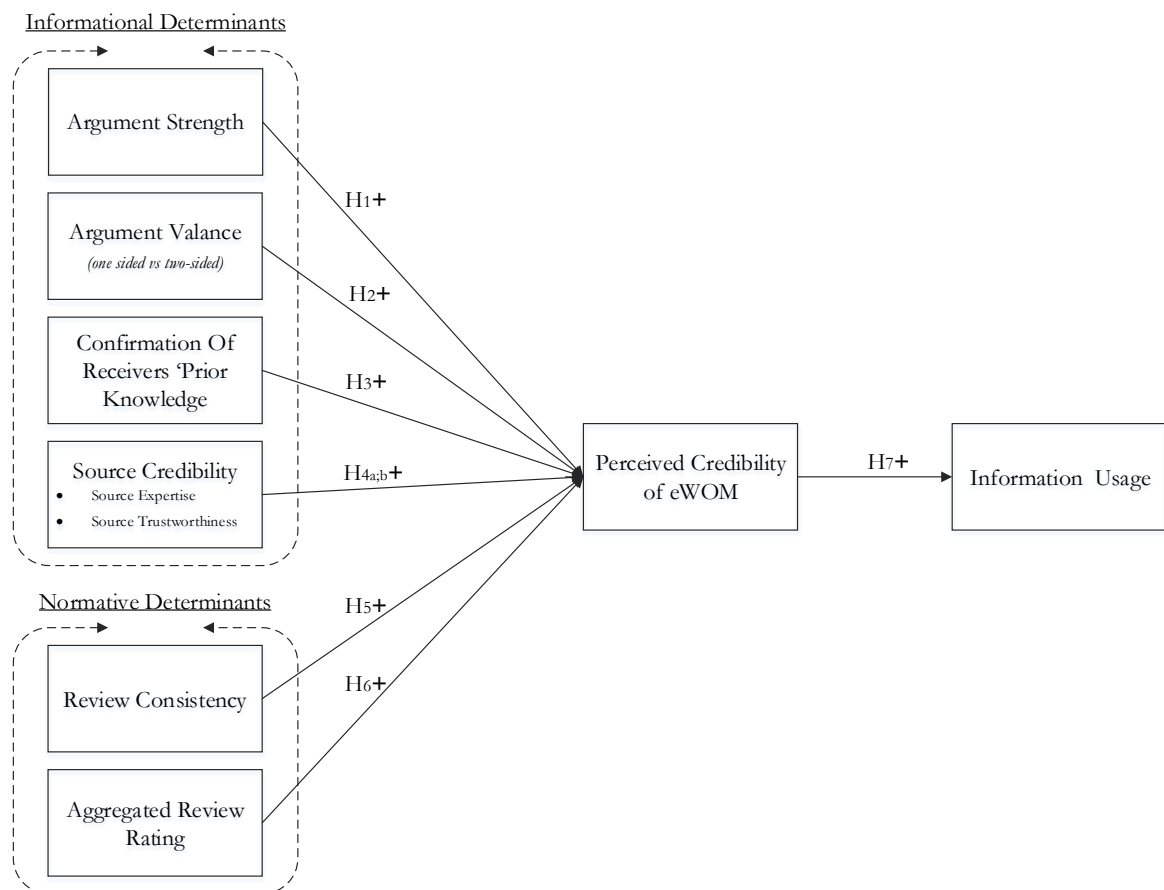 Informational Determinants
Argument Strength
H1+
Argument Valance
(one sided vs two-sided)
H2+
Confirmation Of
Receivers ‘Prior
Knowledge
H3+
Source Credibility
• Source Expertise
• Source Trustworthiness
H4a;b+
Perceived Credibility
of eWOM
H7+
Information Usage
Normative Determinants
H5+
Review Consistency
H6+
Aggregated Review
Rating